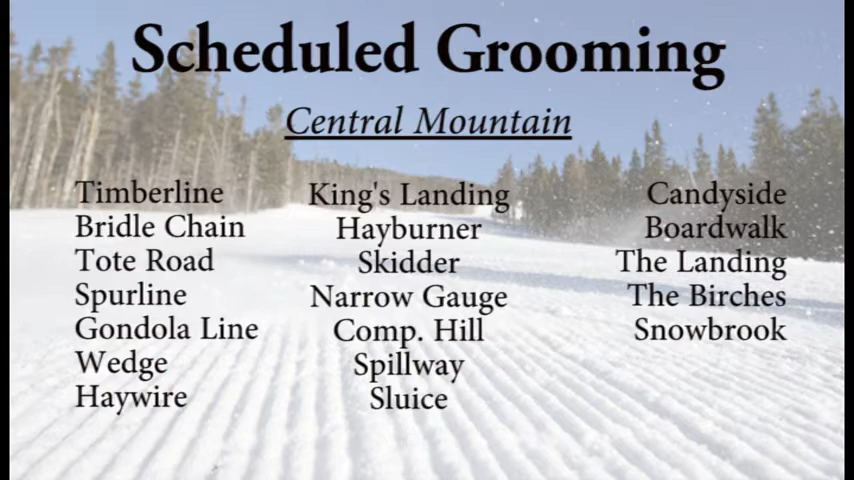 Scheduled Grooming
Central Mountain
Timberline
Bridle Chain
Tote Road
Spurline
Gondola Line
Wedge
Haywire
King's Landing
Hayburner
Skidder
Narrow Gauge
Comp. Hill
Spillway
Sluice
Candyside
Boardwalk
The Landing
The Birches
Snowbrook